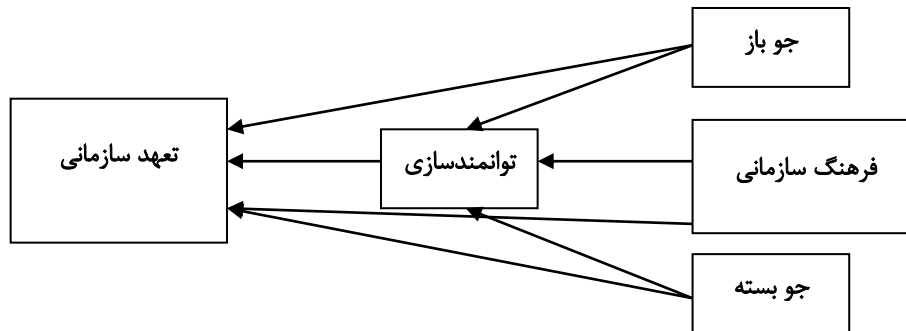 جو باز
فرهنگ سازمانی
توانمندسازی
تعهد سازمانی
جو بسته